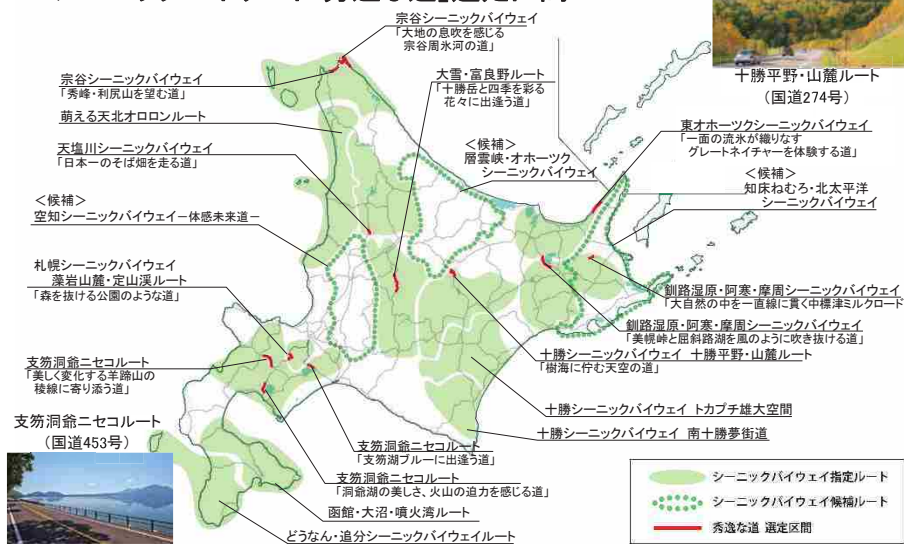 宗谷シーニックバイウェイ
「大地の息吹を感じる
宗谷周氷河の道」
宗谷シーニックバイウェイ
「秀峰・利尻山を望む道」
萌える天北オロロンルート
天塩川シーニックバイウェイ
「日本一のそば畑を走る道」
＜候補＞
空知シーニックバイウェイ－体感未来道－
札幌シーニックバイウェイ
藻岩山麓・定山渓ルート
「森を抜ける公園のような道」
支笏洞爺ニセコルート
「美しく変化する羊蹄山の
稜線に寄り添う道」
支笏洞爺ニセコルート
(国道453号)
大雪・富良野ルート
「十勝岳と四季を彩る
花々に出逢う道」
＜候補＞
層雲峡・オホーツク
シーニックバイウェイ
十勝平野・山麓ルート
(国道274号)
東オホーツクシーニックバイウェイ
「一面の流氷が織りなす
グレートネイチャーを体験する道」
＜候補＞
知床ねむろ・北太平洋
シーニックバイウェイ
釧路湿原・阿寒・摩周シーニックバイウェイ
「大自然の中を一直線に貫く中標津ミルクロード
釧路湿原・阿寒・摩周シーニックバイウェイ
「美幌峠と屈斜路湖を風のように吹き抜ける道」
十勝シーニックバイウェイ 十勝平野・山麓ルート
「樹海に佇む天空の道」
十勝シーニックバイウェイ トカプチ雄大空間
十勝シーニックバイウェイ 南十勝夢街道
支笏洞爺ニセコルート
「支笏湖ブルーに出逢う道」
支笏洞爺ニセコルート
「洞爺湖の美しさ、火山の迫力を感じる道」
函館・大沼・噴火湾ルート
どうなん・追分シーニックバイウェイルート
シーニックバイウェイ指定ルート
シーニックバイウェイ候補ルート
秀逸な道 選定区間